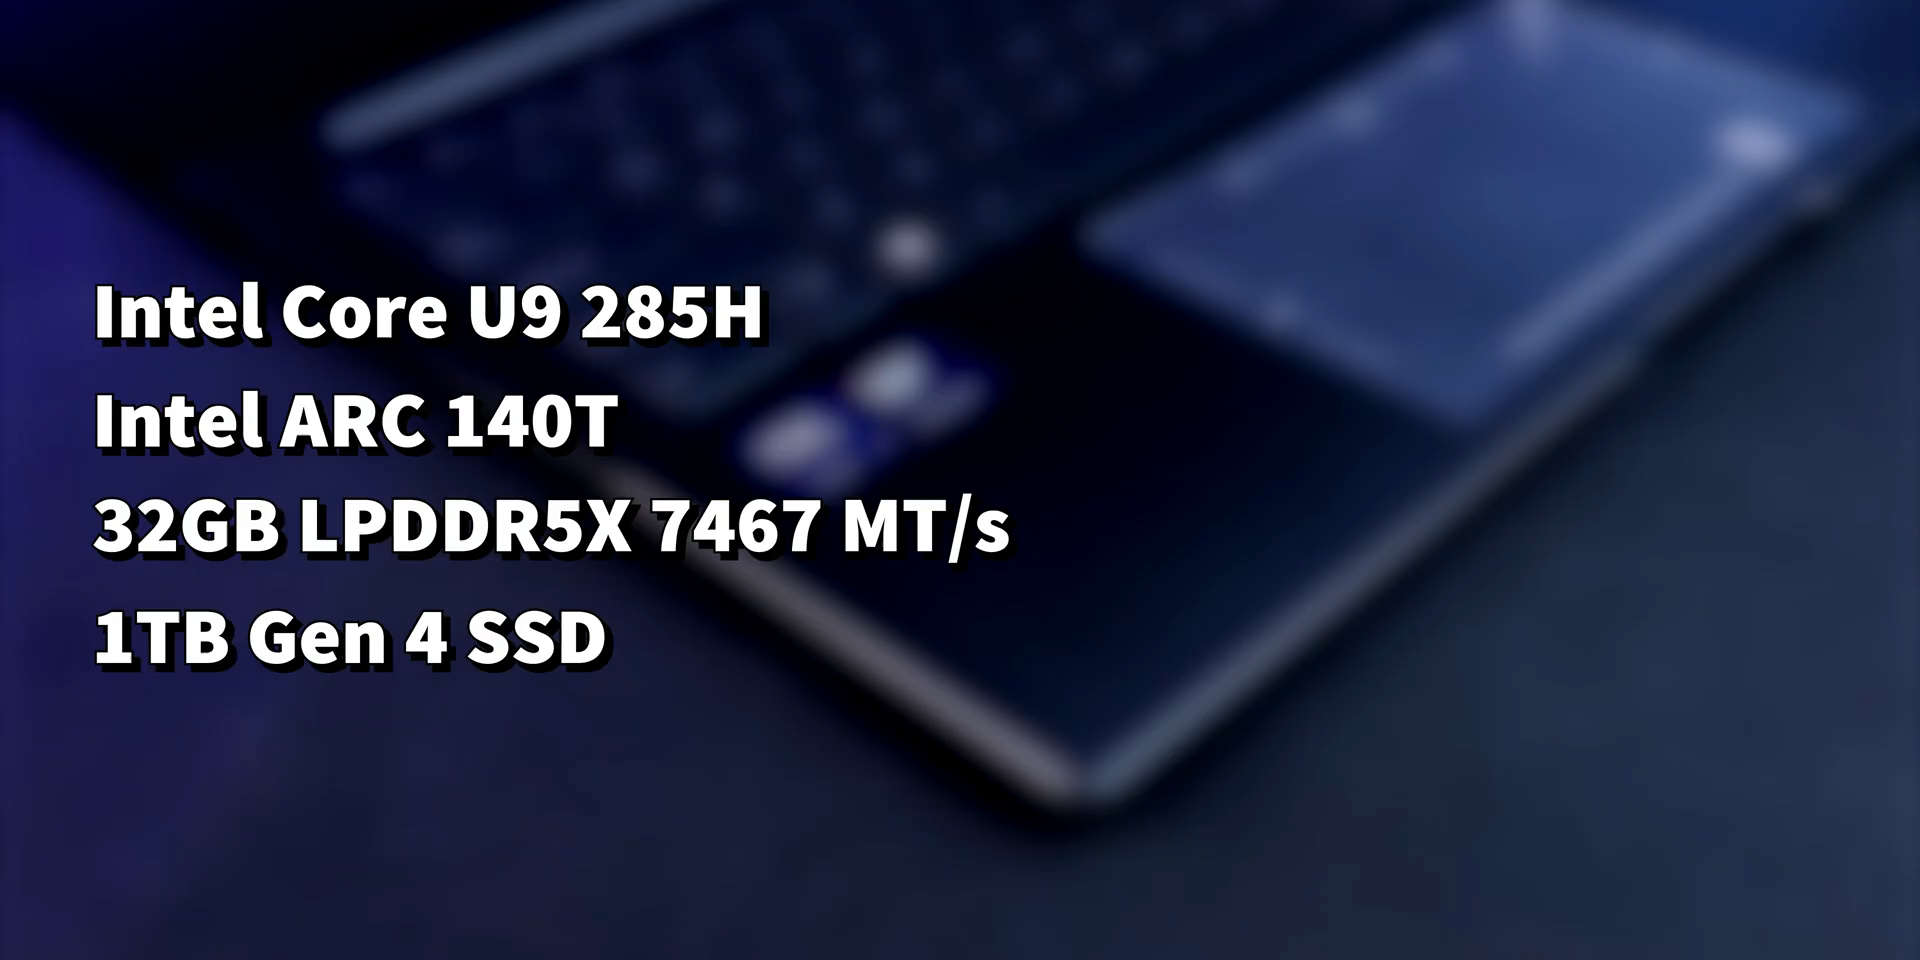 Intel Core U9 285H
Intel ARC 140T
32GB LPDDR5X 7467 MT/s
1TB Gen 4 SSD